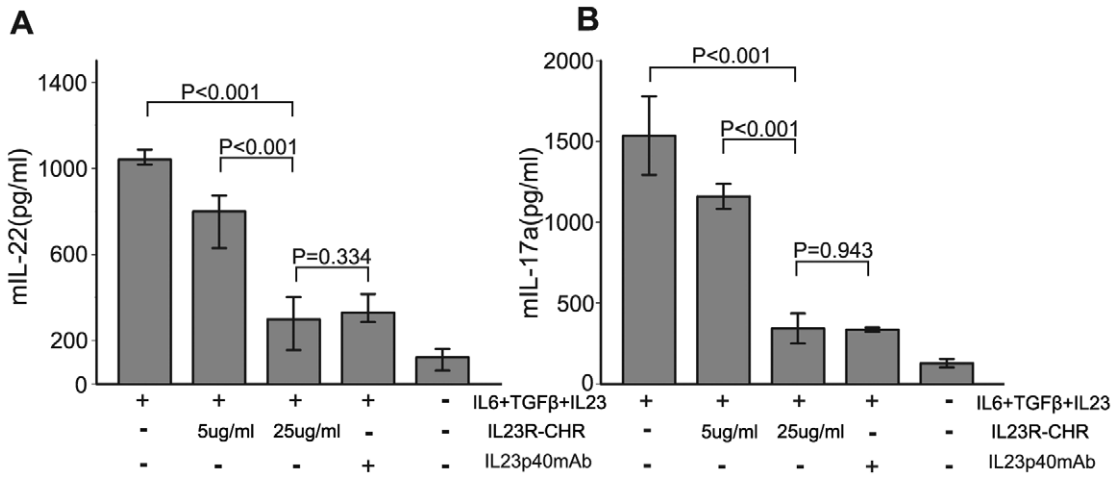 A
mIL-22(pg/ml)
1400
1000
600
200
0
P<0.001
P<0.001
P=0.334
+ + + + - IL6+TGFβ+IL23
- 5ug/ml 25ug/ml - - IL23R-CHR
- - - + - IL23p40mAb
B
mIL-17a(pg/ml)
2000
1500
1000
500
0
P<0.001
P<0.001
P=0.943
+ + + + - IL6+TGFβ+IL23
- 5ug/ml 25ug/ml - - IL23R-CHR
- - - + - IL23p40mAb